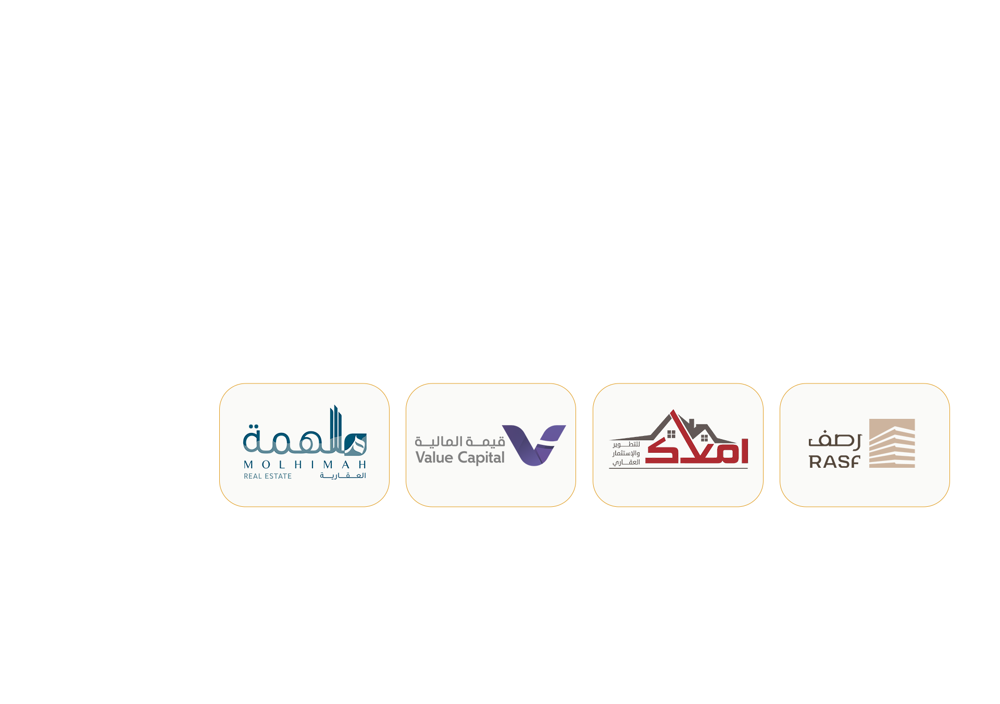 ملهمة
MOLHIMAH
REAL ESTATE العقارية
قيمة المالية
Value Capital
املاك
للتطوير
والإستثمار
العقاري
رصف
RASF